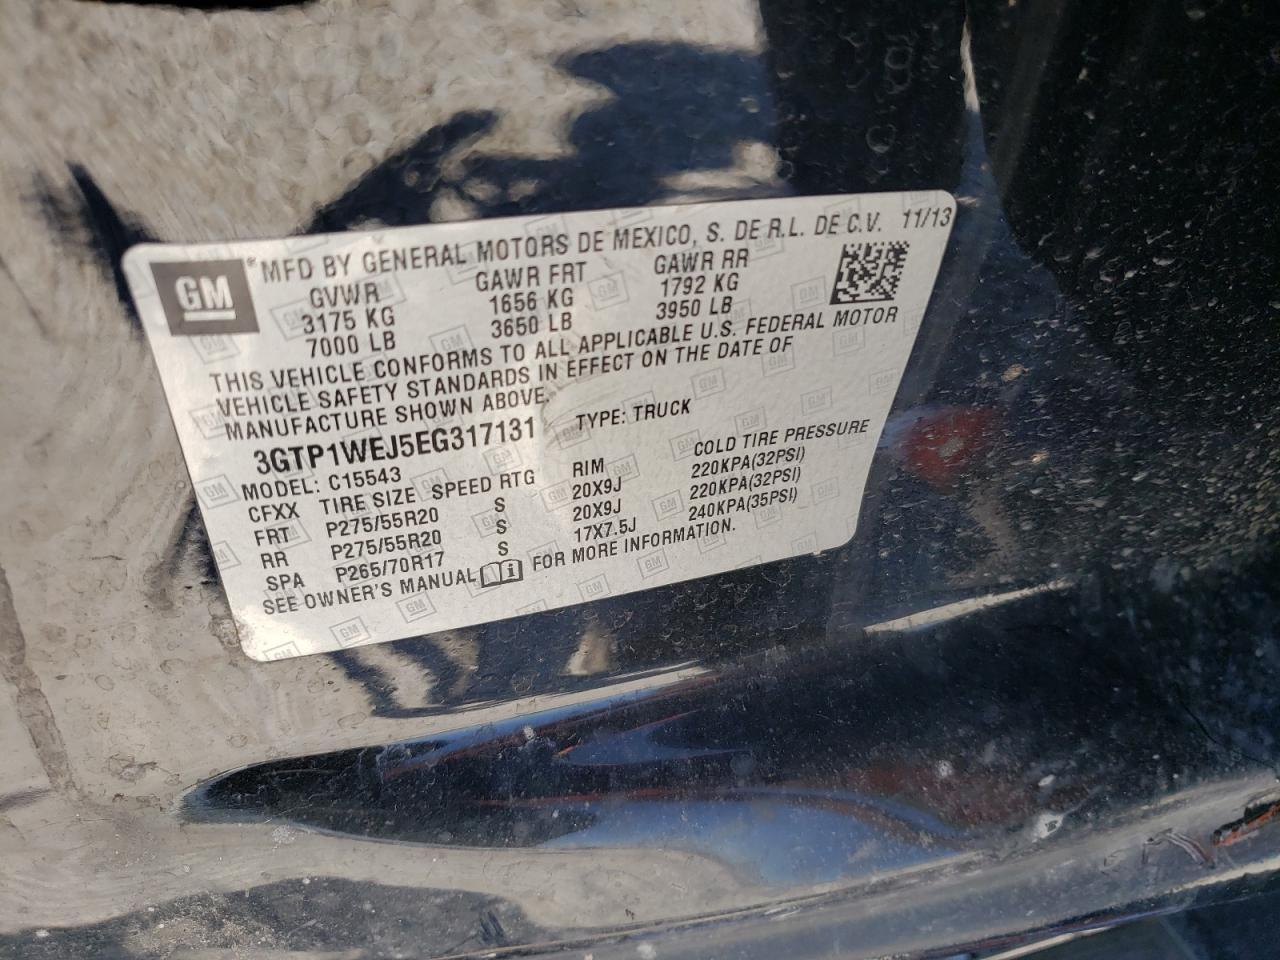 GM ® MFD BY GENERAL MOTORS DE MEXICO, S. DE R.L. DE C.V. 11/13
GVWR GAWR FRT GAWR RR
3175 KG 1656 KG 1792 KG
7000 LB 3650 LB 3950 LB
THIS VEHICLE CONFORMS TO ALL APPLICABLE U.S. FEDERAL MOTOR
VEHICLE SAFETY STANDARDS IN EFFECT ON THE DATE OF
MANUFACTURE SHOWN ABOVE.
3GTP1WEJ5EG317131 TYPE: TRUCK
MODEL: C15543
CFXX TIRE SIZE SPEED RTG RIM COLD TIRE PRESSURE
FRT P275/55R20 S 20X9J 220KPA(32PSI)
RR P275/55R20 S 20X9J 220KPA(32PSI)
SPA P265/70R17 S 17X7.5J 240KPA(35PSI)
SEE OWNER'S MANUAL i FOR MORE INFORMATION.